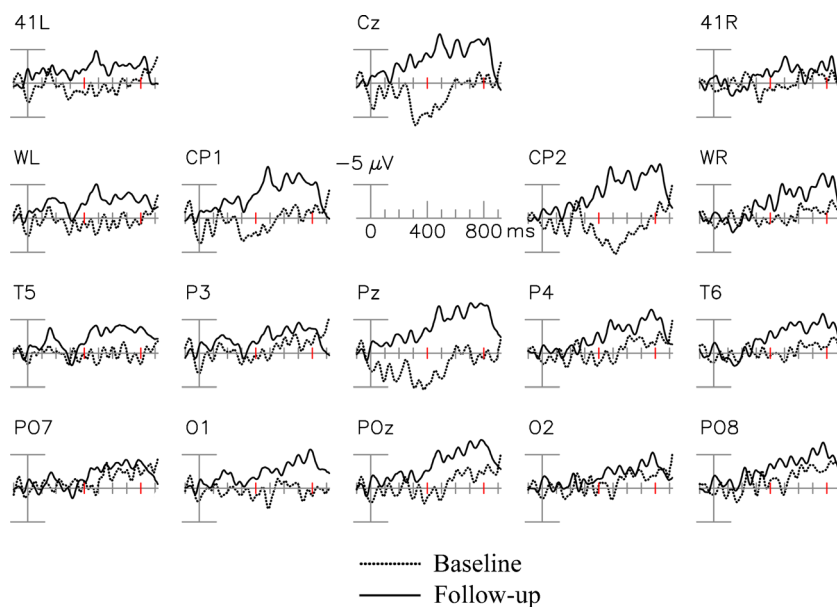 41L Cz 41R
WL CP1 −5 μV CP2 WR
0 400 800 ms
T5 P3 Pz P4 T6
PO7 O1 POz O2 PO8
Baseline
Follow-up